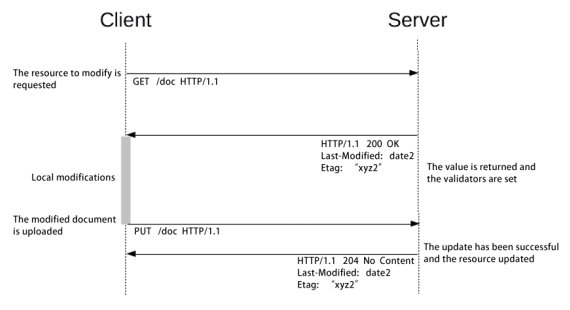 Client
Server
The resource to modify is
requested
GET /doc HTTP/1.1
HTTP/1.1 200 OK
Last-Modified: date2
Etag: "xyz2"
The value is returned and
the validators are set
Local modifications
The modified document
is uploaded
PUT /doc HTTP/1.1
The update has been successful
and the resource updated
HTTP/1.1 204 No Content
Last-Modified: date2
Etag: "xyz2"